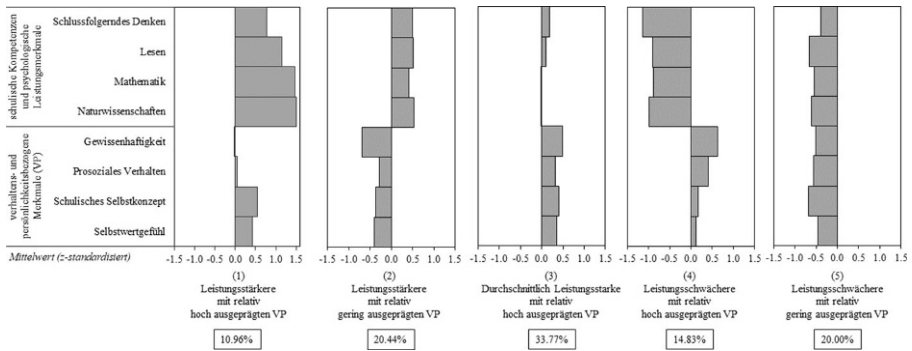 schulische Kompetenzen
und psychologische
Leistungsmerkmale
Schlussfolgerndes Denken
Lesen
Mathematik
Naturwissenschaften
verhaltens- und
persönlichkeitsbezogene
Merkmale (VP)
Gewissenhaftigkeit
Prosoziales Verhalten
Schulisches Selbstkonzept
Selbstwertgefühl
Mittelwert (z-standardisiert)
-1.5 -1.0 -0.5 0.0 0.5 1.0 1.5
-1.5 -1.0 -0.5 0.0 0.5 1.0 1.5
-1.5 -1.0 -0.5 0.0 0.5 1.0 1.5
-1.5 -1.0 -0.5 0.0 0.5 1.0 1.5
-1.5 -1.0 -0.5 0.0 0.5 1.0 1.5
(1)
Leistungsstärkere
mit relativ
hoch ausgeprägten VP
10.96%
(2)
Leistungsstärkere
mit relativ
gering ausgeprägten VP
20.44%
(3)
Durchschnittlich Leistungsstarke
mit relativ
hoch ausgeprägten VP
33.77%
(4)
Leistungsschwächere
mit relativ
hoch ausgeprägten VP
14.83%
(5)
Leistungsschwächere
mit relativ
gering ausgeprägten VP
20.00%